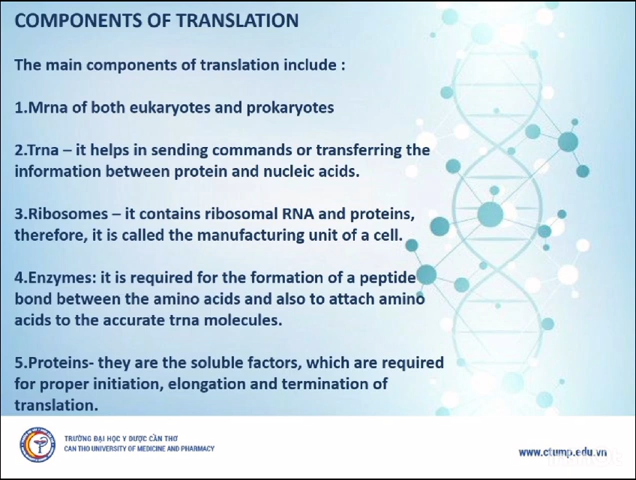 COMPONENTS OF TRANSLATION
The main components of translation include :
1.Mrna of both eukaryotes and prokaryotes
2.Trna – it helps in sending commands or transferring the
information between protein and nucleic acids.
3.Ribosomes – it contains ribosomal RNA and proteins,
therefore, it is called the manufacturing unit of a cell.
4.Enzymes: it is required for the formation of a peptide
bond between the amino acids and also to attach amino
acids to the accurate trna molecules.
5.Proteins- they are the soluble factors, which are required
for proper initiation, elongation and termination of
translation.
TRƯỜNG ĐẠI HỌC Y DƯỢC CẦN THƠ
CAN THO UNIVERSITY OF MEDICINE AND PHARMACY
www.ctump.edu.vn